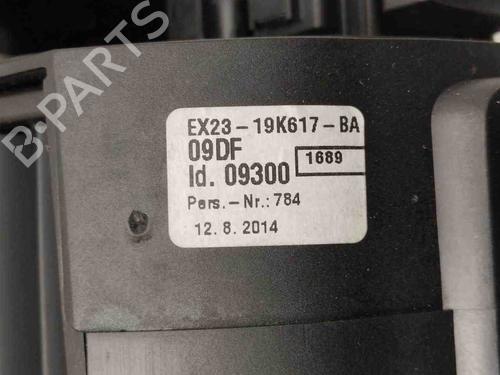 EX23-19K617-BA
09DF
Id. 09300
1689
Pers.-Nr.: 784
12.8.2014
B-PARTS